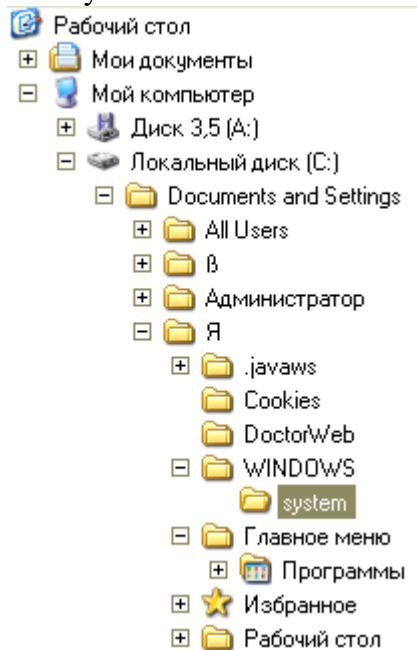 Рабочий стол
Мои документы
Мой компьютер
Диск 3,5 (A:)
Локальный диск (C:)
Documents and Settings
All Users
ß
Администратор
Я
.javaws
Cookies
DoctorWeb
WINDOWS
system
Главное меню
Программы
Избранное
Рабочий стол